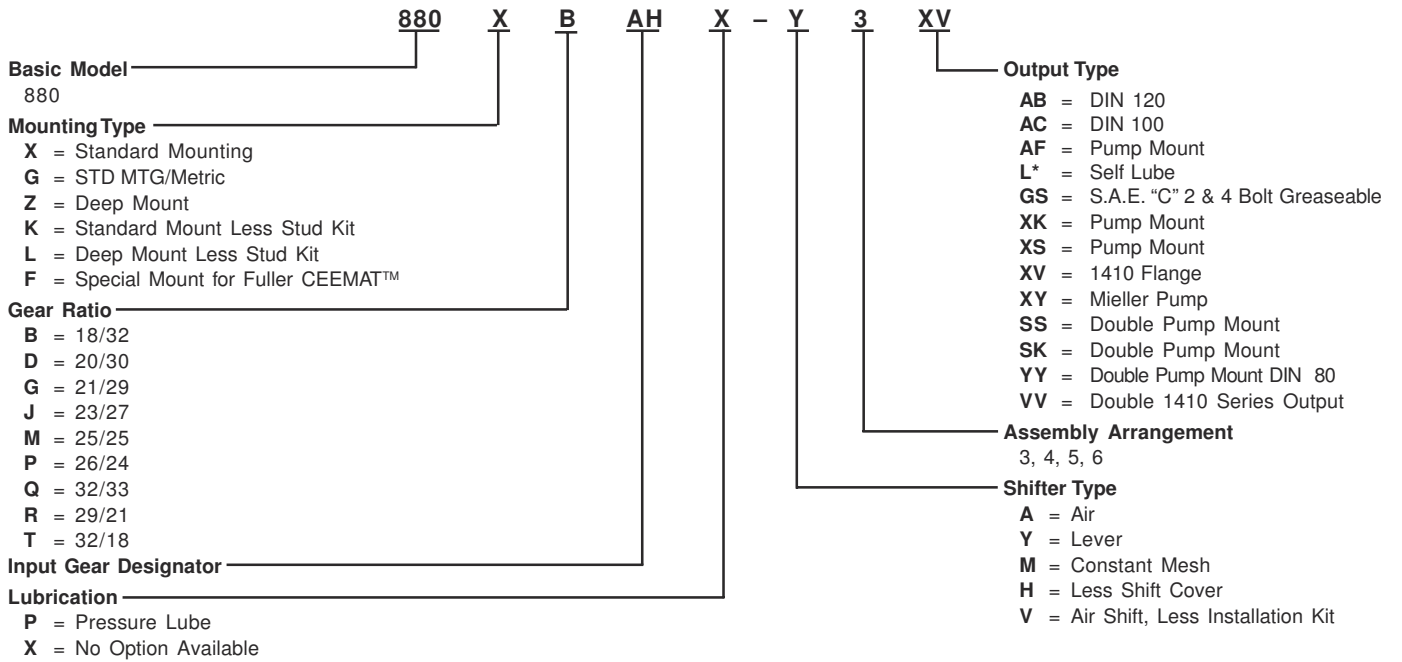 880 X B AH X – Y 3 XV
Basic Model
880
Mounting Type
X = Standard Mounting
G = STD MTG/Metric
Z = Deep Mount
K = Standard Mount Less Stud Kit
L = Deep Mount Less Stud Kit
F = Special Mount for Fuller CEEMAT™
Gear Ratio
B = 18/32
D = 20/30
G = 21/29
J = 23/27
M = 25/25
P = 26/24
Q = 32/33
R = 29/21
T = 32/18
Input Gear Designator
Lubrication
P = Pressure Lube
X = No Option Available
Output Type
AB = DIN 120
AC = DIN 100
AF = Pump Mount
L* = Self Lube
GS = S.A.E. “C” 2 & 4 Bolt Greaseable
XK = Pump Mount
XS = Pump Mount
XV = 1410 Flange
XY = Mieller Pump
SS = Double Pump Mount
SK = Double Pump Mount
YY = Double Pump Mount DIN 80
VV = Double 1410 Series Output
Assembly Arrangement
3, 4, 5, 6
Shifter Type
A = Air
Y = Lever
M = Constant Mesh
H = Less Shift Cover
V = Air Shift, Less Installation Kit